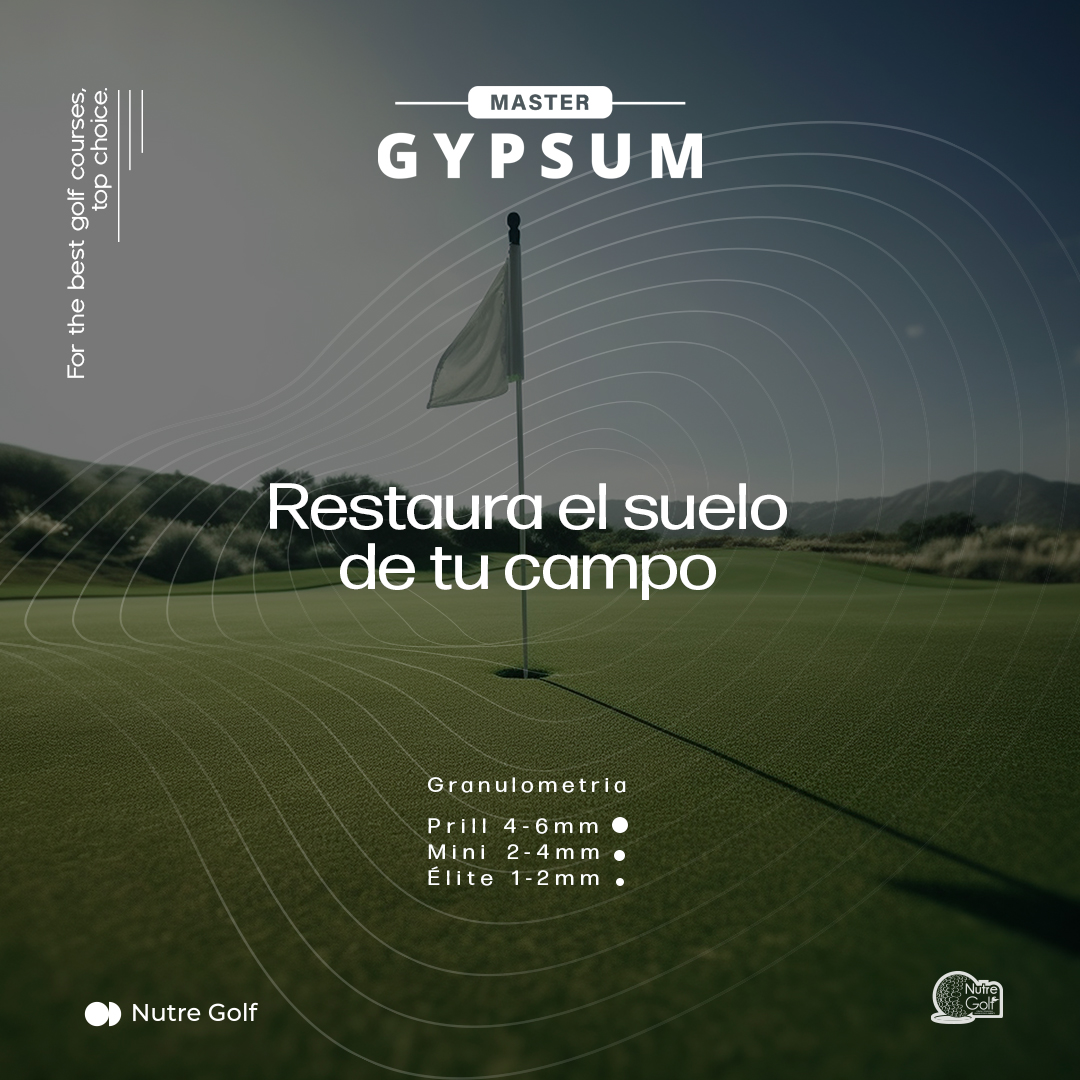 For the best golf courses,
top choice.
MASTER
GYPSUM
Restaura el suelo
de tu campo
Granulometria
Prill 4-6mm
Mini 2-4mm
Élite 1-2mm
Nutre Golf
Nutre
Golf